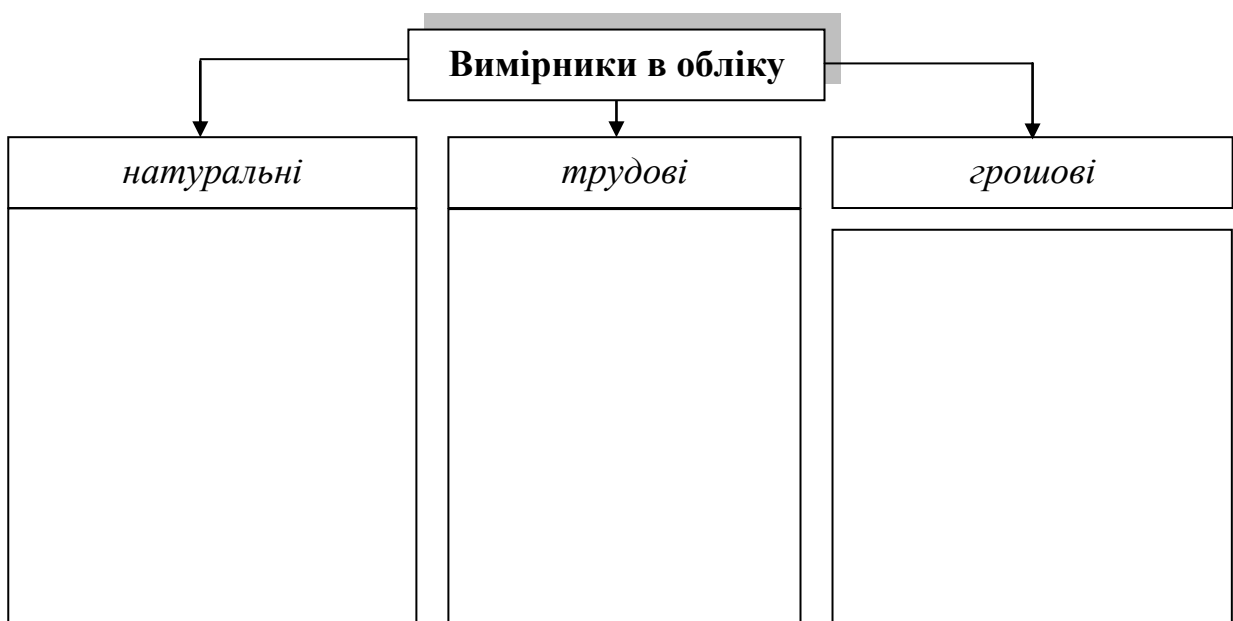 Вимірники в обліку
натуральні
трудові
грошові